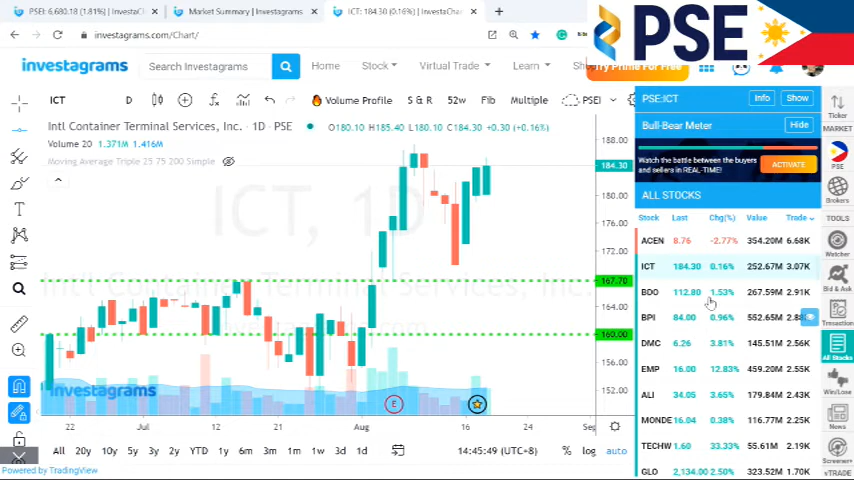 PSEi: 6,680.18 (1.81%) | InvestaCl
Market Summary | Investagrams
ICT: 184.30 (0.16%) | InvestaChar
investagrams.com/Chart/
PSE
investagrams
Search Investagrams
Home
Stock
Virtual Trade
Learn
Try Prime For Free
ICT
D
Volume Profile
S & R
52w
Fib
Multiple
PSEI
Intl Container Terminal Services, Inc. · 1D · PSE
O180.10 H185.40 L180.10 C184.30 +0.30 (+0.16%)
Volume 20 1.371M 1.416M
Moving Average Triple 25 75 200 Simple
ICT, 1D
Intl Container Terminal Services, Inc.
188.00
184.30
180.00
176.00
172.00
167.70
164.00
160.00
156.00
152.00
investagrams
E
22
Jul
18
Aug
16
24
Sep
All 20y 10y 5y 2y YTD 1y 6m 3m 1m 1w 3d 1d
14:45:49 (UTC+8)
%
log
auto
Powered by TradingView
PSE:ICT
Info
Show
Bull-Bear Meter
Hide
Watch the battle between the buyers
and sellers in REAL-TIME!
ACTIVATE
ALL STOCKS
Stock Last Chg(%) Value Trade
ACEN 8.76 -2.77% 354.20M 6.68K
ICT 184.30 0.16% 252.67M 3.07K
BDO 112.80 1.53% 267.59M 2.91K
BPI 84.00 0.96% 552.65M
DMC 6.26 3.81% 145.51M 2.56K
EMP 16.00 12.83% 459.20M 2.55K
ALI 34.05 3.65% 179.84M 2.43K
MONDE 16.04 0.38% 116.77M 2.25K
TECHW 1.60 33.33% 55.61M 2.19K
GLO 2,134.00 2.50% 323.52M 1.70K
Ticker
MARKET
PSE
Brokers
TOOLS
Watcher
Bid & Ask
Transaction
All Stocks
Win/Lose
News
Screener
vTRADE